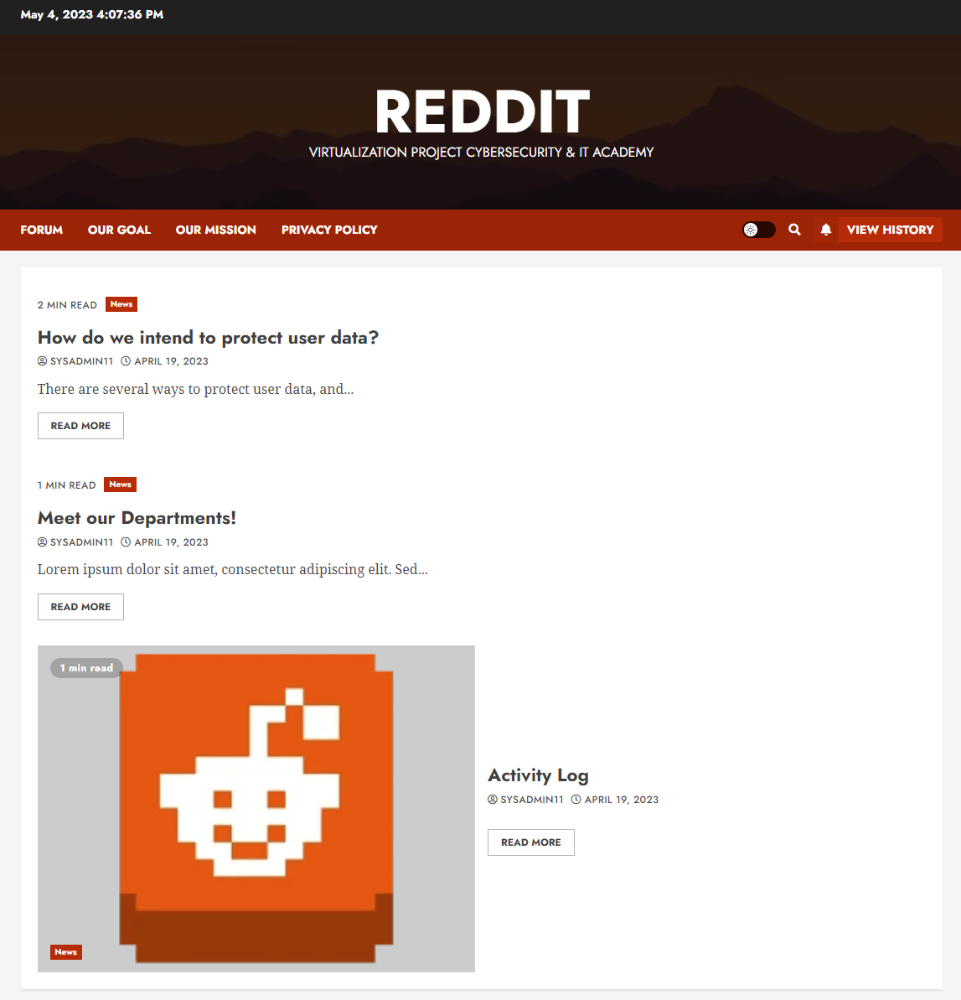 May 4, 2023 4:07:36 PM
REDDIT
VIRTUALIZATION PROJECT CYBERSECURITY & IT ACADEMY
FORUM OUR GOAL OUR MISSION PRIVACY POLICY VIEW HISTORY
2 MIN READ News
How do we intend to protect user data?
SYSADMIN11 APRIL 19, 2023
There are several ways to protect user data, and...
READ MORE
1 MIN READ News
Meet our Departments!
SYSADMIN11 APRIL 19, 2023
Lorem ipsum dolor sit amet, consectetur adipiscing elit. Sed...
READ MORE
1 min read
News
Activity Log
SYSADMIN11 APRIL 19, 2023
READ MORE